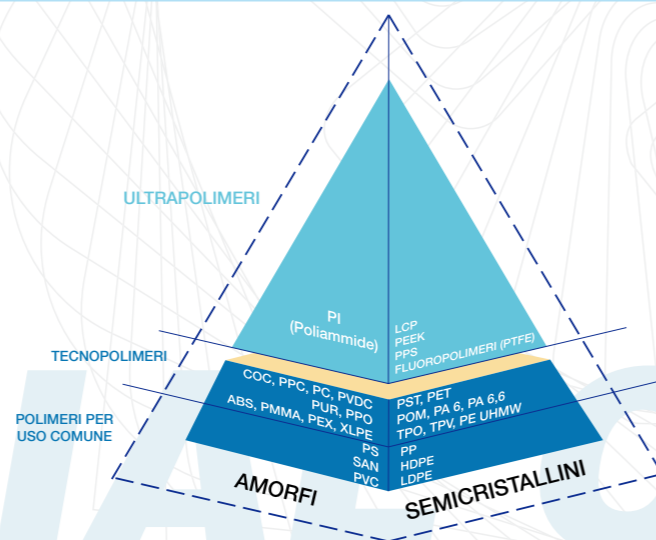 ULTRAPOLIMERI
PI
(Poliammide)
LCP
PEEK
PPS
FLUOROPOLIMERI (PTFE)
TECNOPOLIMERI
COC, PPC, PC, PVDC
PUR, PPO
ABS, PMMA, PEX, XLPE
PST, PET
POM, PA 6, PA 6,6
TPO, TPV, PE UHMW
POLIMERI PER
USO COMUNE
PS
SAN
PVC
PP
HDPE
LDPE
AMORFI
SEMICRISTALLINI